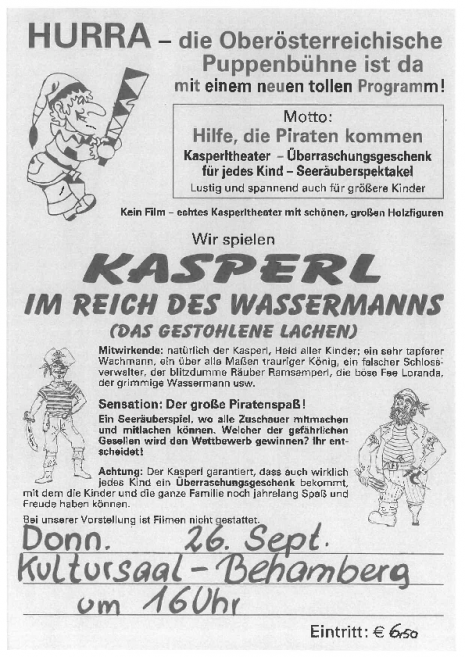 HURRA – die Oberösterreichische
Puppenbühne ist da
mit einem neuen tollen Programm!
Motto:
Hilfe, die Piraten kommen
Kasperltheater – Überraschungsgeschenk
für jedes Kind – Seeräuberspektakel
Lustig und spannend auch für größere Kinder
Kein Film – echtes Kasperltheater mit schönen, großen Holzfiguren
Wir spielen
KASPERL
IM REICH DES WASSERMANNS
(DAS GESTOHLENE LACHEN)
Mitwirkende: natürlich der Kasperl, Held aller Kinder; ein sehr tapferer
Wachmann, ein über alle Maßen trauriger König, ein falscher Schloss-
verwalter, der blitzdumme Räuber Ramsamperl, die böse Fee Loranda,
der grimmige Wassermann usw.
Sensation: Der große Piratenspaß!
Ein Seeräuberspiel, wo alle Zuschauer mitmachen
und mitlachen können. Welcher der gefährlichen
Gesellen wird den Wettbewerb gewinnen? Ihr ent-
scheidet!
Achtung: Der Kasperl garantiert, dass auch wirklich
jedes Kind ein Überraschungsgeschenk bekommt,
mit dem die Kinder und die ganze Familie noch jahrelang Spaß und
Freude haben können.
Bei unserer Vorstellung ist Filmen nicht gestattet.
Donn. 26. Sept.
Kultursaal – Behamberg
um 16 Uhr
Eintritt: € 6,50